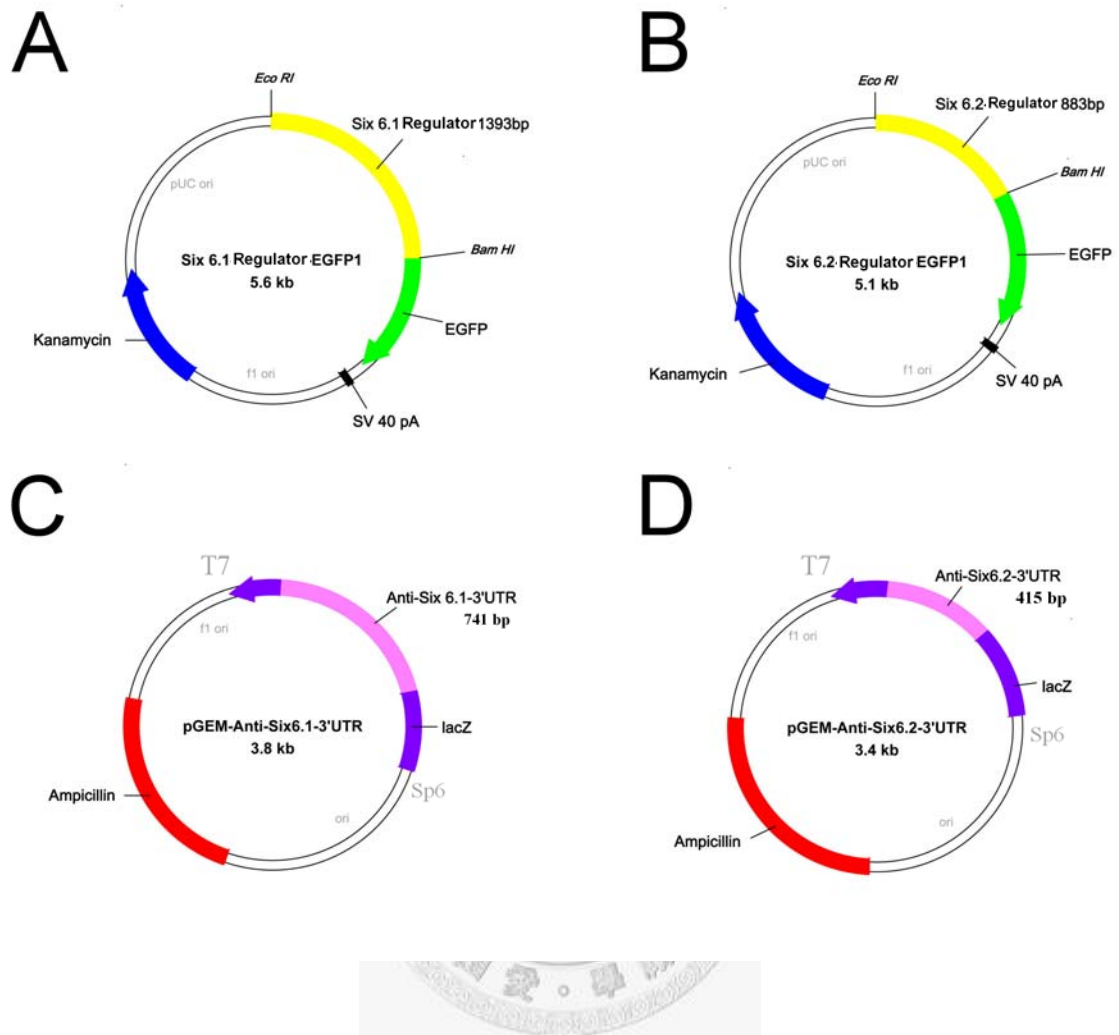 A
Eco RI
Six 6.1 Regulator 1393bp
pUC ori
Bam HI
Six 6.1 Regulator EGFP1
5.6 kb
EGFP
Kanamycin
f1 ori
SV 40 pA
B
Eco RI
Six 6.2 Regulator 883bp
pUC ori
Bam HI
Six 6.2 Regulator EGFP1
5.1 kb
EGFP
Kanamycin
f1 ori
SV 40 pA
C
T7
Anti-Six 6.1-3'UTR
741 bp
f1 ori
pGEM-Anti-Six6.1-3'UTR
3.8 kb
lacZ
Sp6
Ampicillin
ori
D
T7
Anti-Six6.2-3'UTR
415 bp
f1 ori
lacZ
pGEM-Anti-Six6.2-3'UTR
3.4 kb
Sp6
Ampicillin
ori